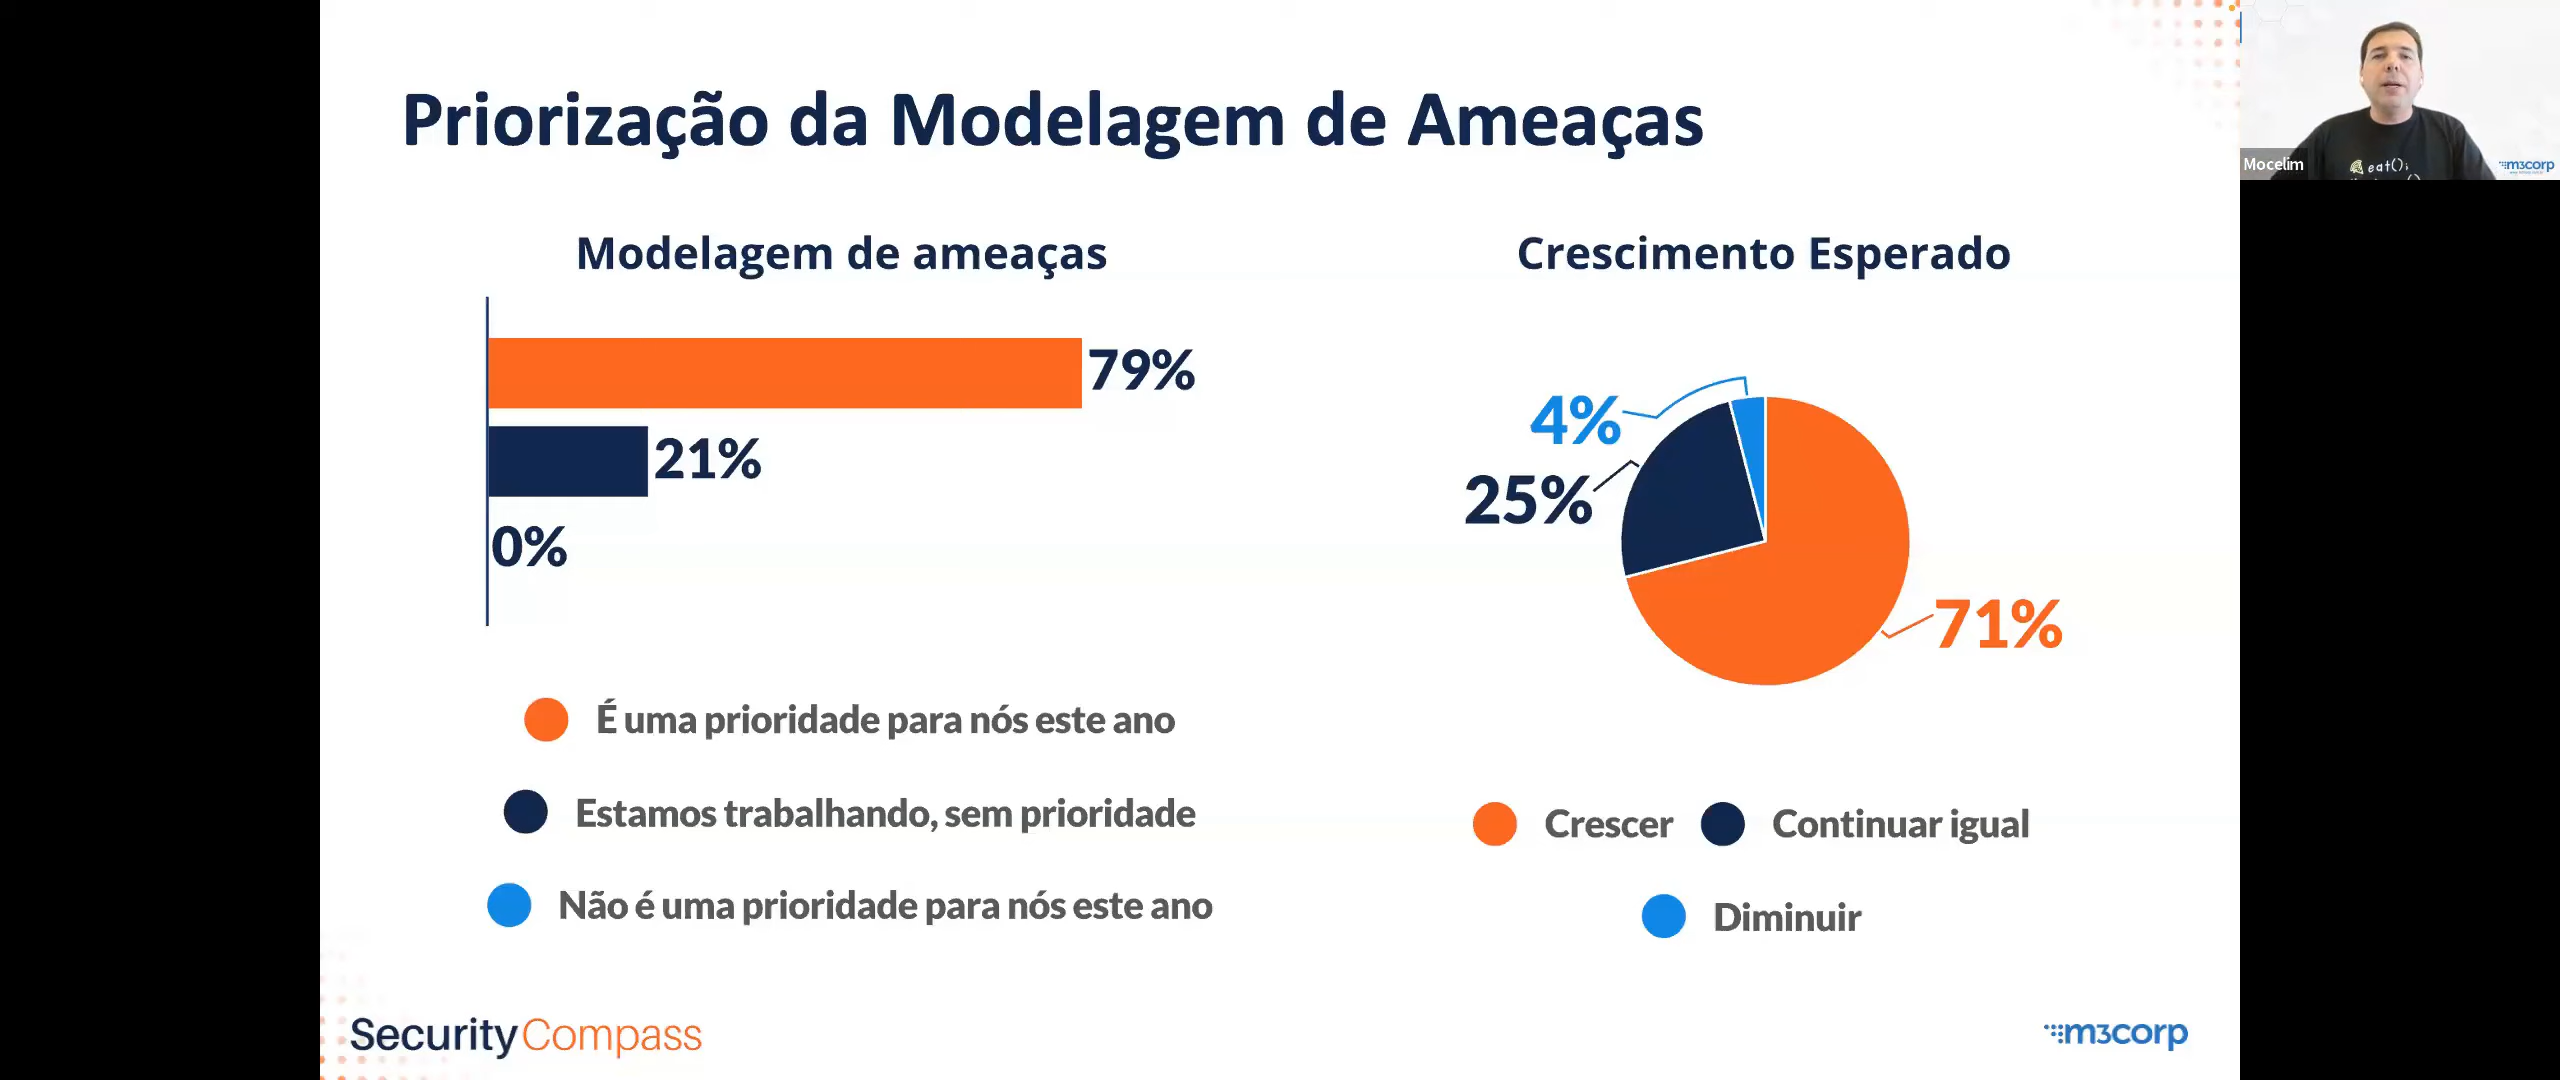 Priorização da Modelagem de Ameaças
Modelagem de ameaças
79%
21%
0%
É uma prioridade para nós este ano
Estamos trabalhando, sem prioridade
Não é uma prioridade para nós este ano
Crescimento Esperado
4%
25%
71%
Crescer
Continuar igual
Diminuir
SecurityCompass
m3corp
Mocelim
eat();
m3corp